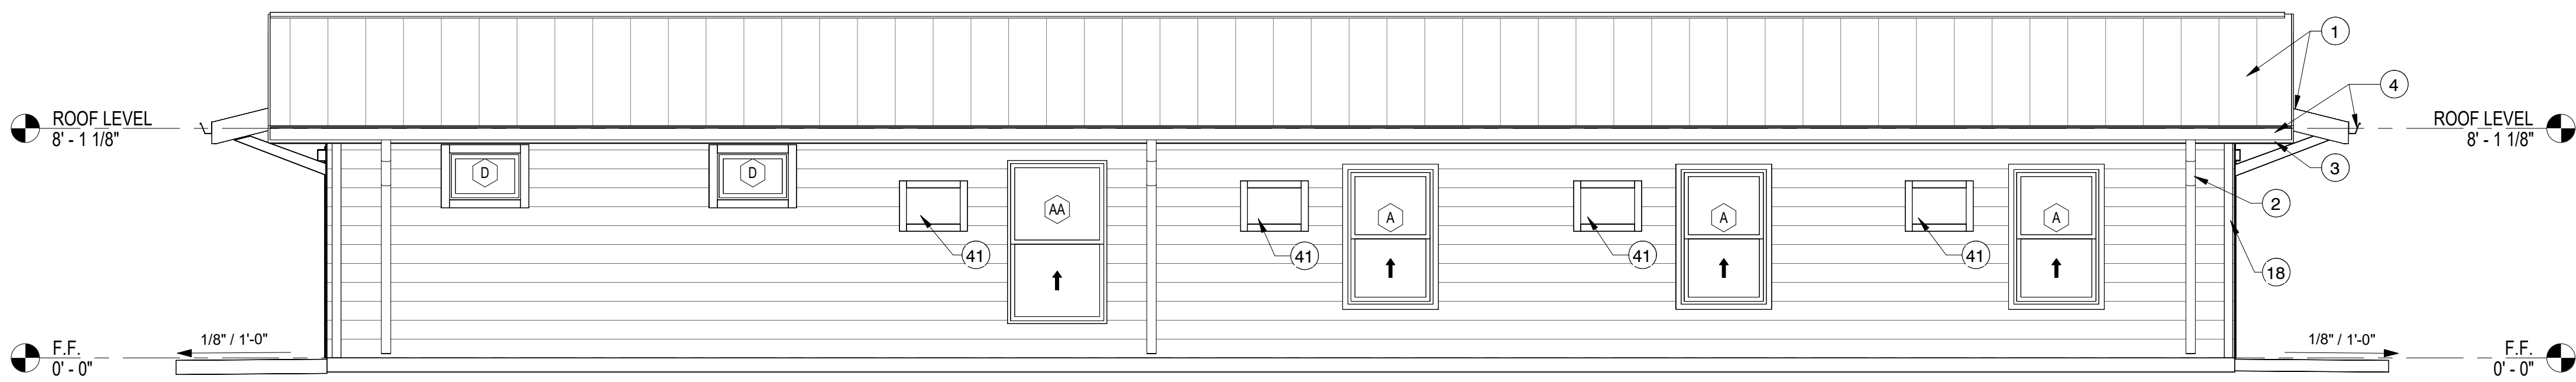 1
4
ROOF LEVEL
8' - 1 1/8"
ROOF LEVEL
8' - 1 1/8"
D
D
3
2
AA
A
A
A
41
41
41
41
18
1/8" / 1'-0"
1/8" / 1'-0"
F.F.
0' - 0"
F.F.
0' - 0"